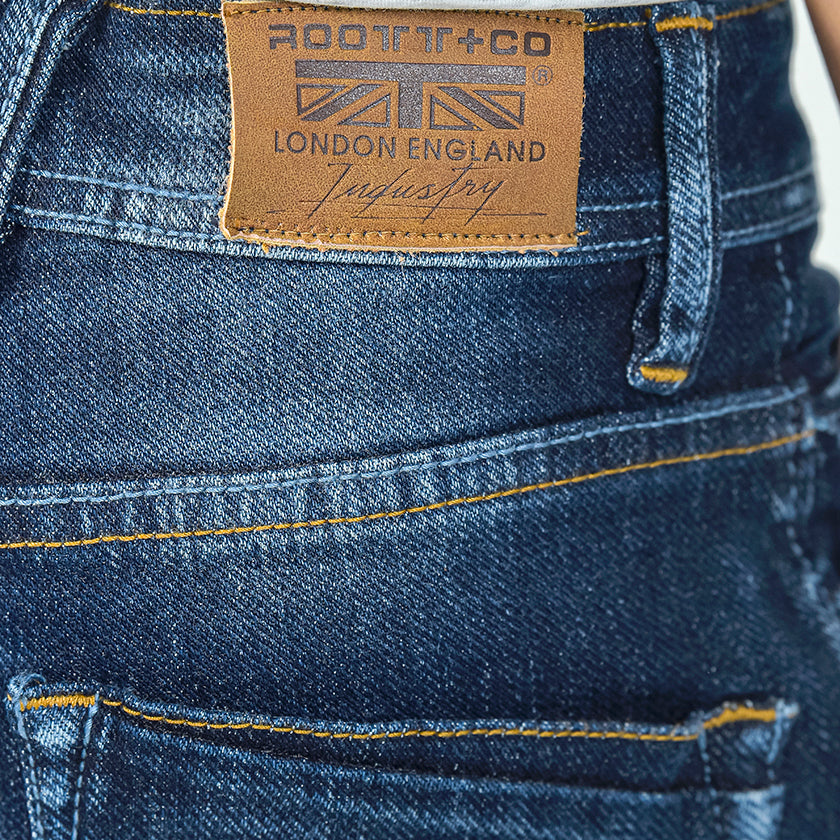 ROOTT+CO
®
LONDON ENGLAND
Industry